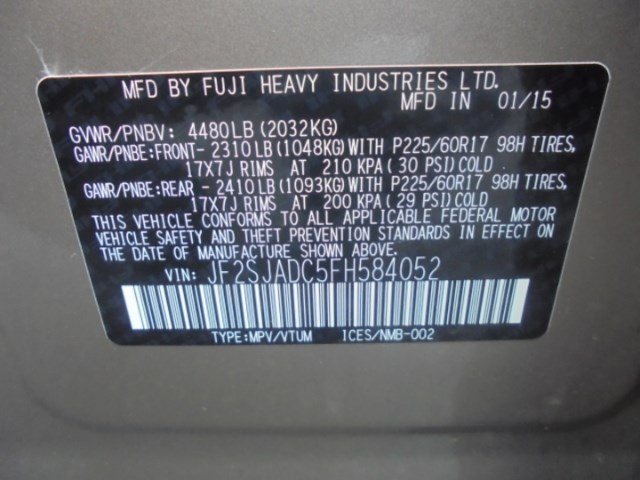 MFD BY FUJI HEAVY INDUSTRIES LTD.
MFD IN 01/15
GVWR/PNBV: 4480LB(2032KG)
GAWR/PNBE:FRONT-2310LB(1048KG)WITH P225/60R17 98H TIRES,
17X7J RIMS AT 210 KPA(30 PSI)COLD
GAWR/PNBE:REAR -2410LB(1093KG)WITH P225/60R17 98H TIRES,
17X7J RIMS AT 200 KPA(29 PSI)COLD
THIS VEHICLE CONFORMS TO ALL APPLICABLE FEDERAL MOTOR
VEHICLE SAFETY AND THEFT PREVENTION STANDARDS IN EFFECT ON
THE DATE OF MANUFACTURE SHOWN ABOVE.
VIN: JF2SJADC5FH584052
TYPE:MPV/VTUM ICES/NMB-002